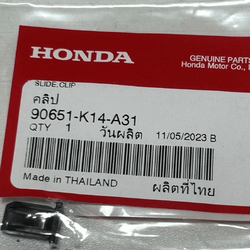 HONDA
GENUINE PARTS
Honda Motor Co.,
SLIDE,CLIP
คลิป
90651-K14-A31
QTY 1 วันผลิต 11/05/2023 B
Made in THAILAND ผลิตที่ไทย